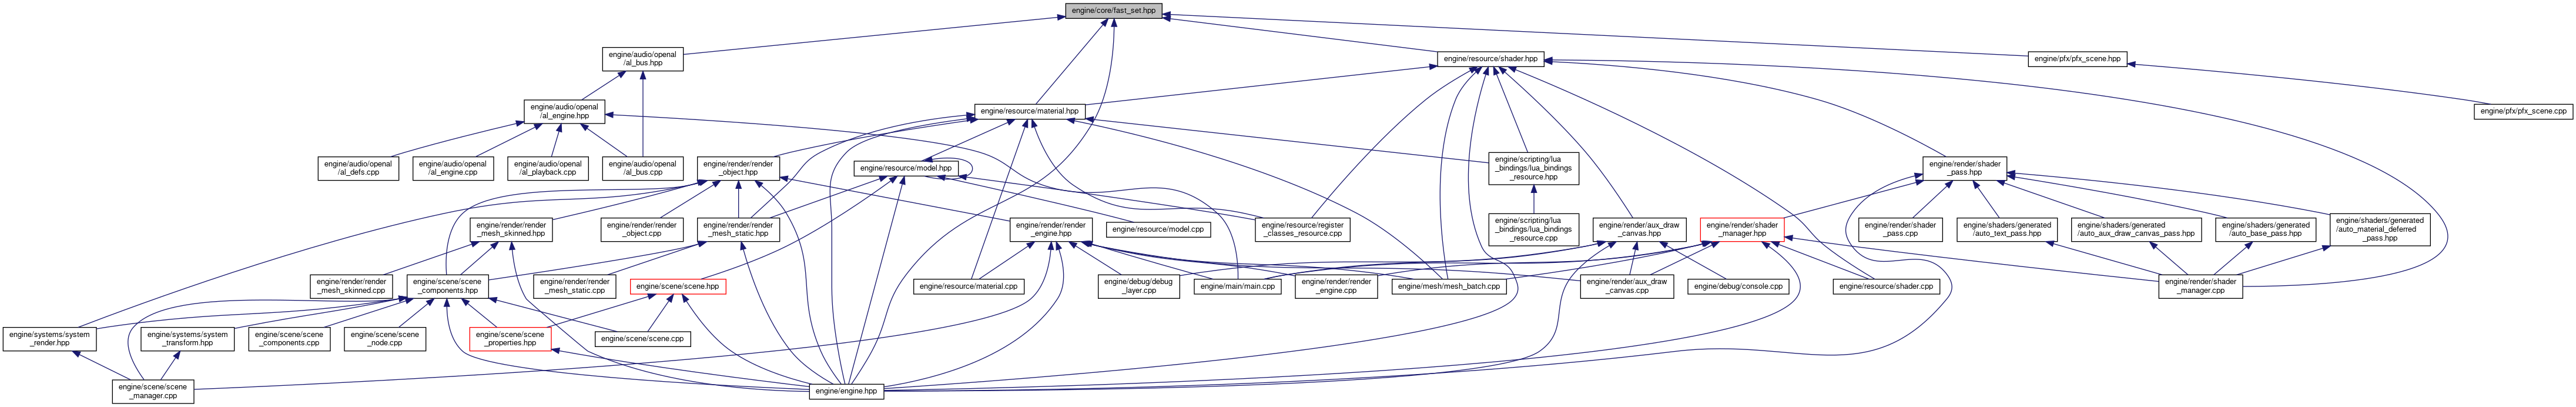 engine/core/fast_set.hpp
engine/audio/openal
/al_bus.hpp
engine/resource/shader.hpp
engine/pfx/pfx_scene.hpp
engine/audio/openal
/al_engine.hpp
engine/resource/material.hpp
engine/pfx/pfx_scene.cpp
engine/audio/openal
/al_defs.cpp
engine/audio/openal
/al_engine.cpp
engine/audio/openal
/al_playback.cpp
engine/audio/openal
/al_bus.cpp
engine/render/render
_object.hpp
engine/resource/model.hpp
engine/scripting/lua
_bindings/lua_bindings
_resource.hpp
engine/render/shader
_pass.hpp
engine/render/render
_mesh_skinned.hpp
engine/render/render
_object.cpp
engine/render/render
_mesh_static.hpp
engine/render/render
_engine.hpp
engine/resource/model.cpp
engine/resource/register
_classes_resource.cpp
engine/scripting/lua
_bindings/lua_bindings
_resource.cpp
engine/render/aux_draw
_canvas.hpp
engine/render/shader
_manager.hpp
engine/render/shader
_pass.cpp
engine/shaders/generated
/auto_text_pass.hpp
engine/shaders/generated
/auto_aux_draw_canvas_pass.hpp
engine/shaders/generated
/auto_base_pass.hpp
engine/shaders/generated
/auto_material_deferred
_pass.hpp
engine/render/render
_mesh_skinned.cpp
engine/scene/scene
_components.hpp
engine/render/render
_mesh_static.cpp
engine/scene/scene.hpp
engine/resource/material.cpp
engine/debug/debug
_layer.cpp
engine/main/main.cpp
engine/render/render
_engine.cpp
engine/mesh/mesh_batch.cpp
engine/render/aux_draw
_canvas.cpp
engine/debug/console.cpp
engine/resource/shader.cpp
engine/render/shader
_manager.cpp
engine/systems/system
_render.hpp
engine/systems/system
_transform.hpp
engine/scene/scene
_components.cpp
engine/scene/scene
_node.cpp
engine/scene/scene
_properties.hpp
engine/scene/scene.cpp
engine/scene/scene
_manager.cpp
engine/engine.hpp